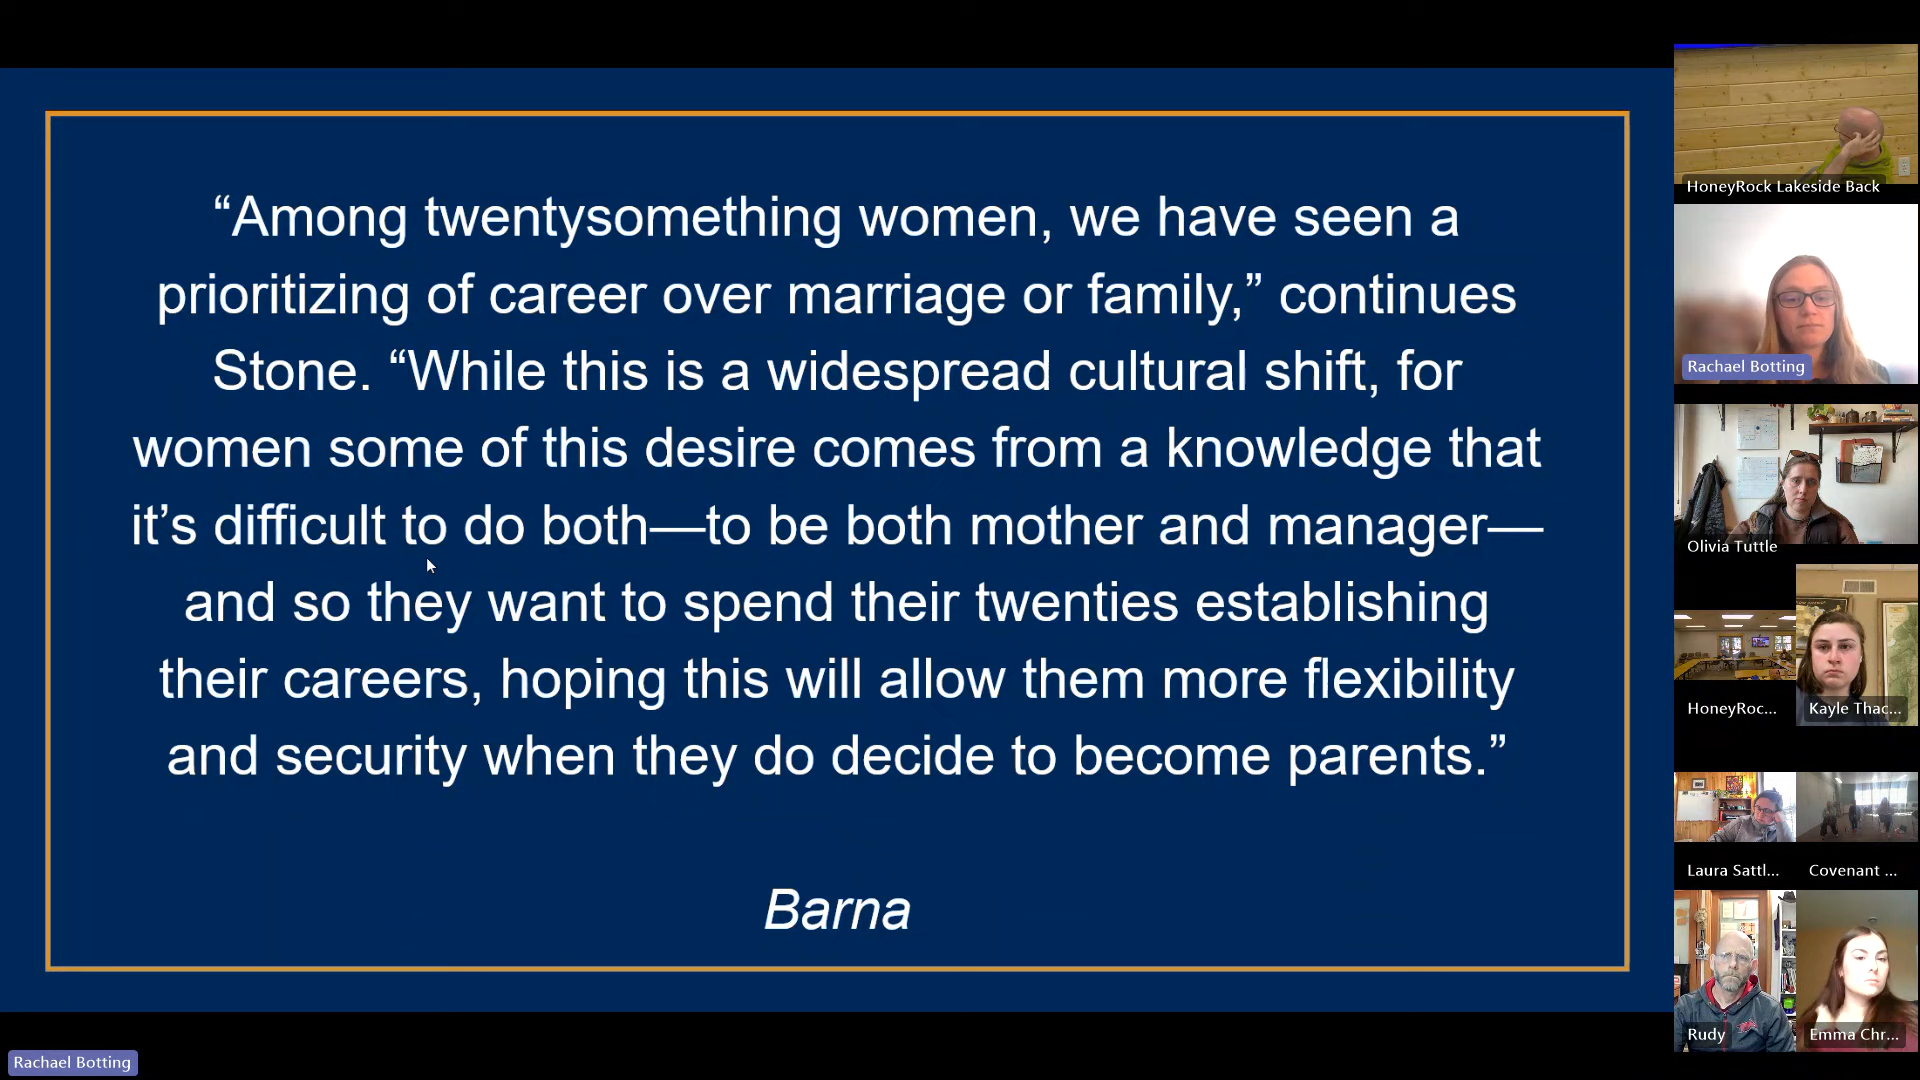 “Among twentysomething women, we have seen a
prioritizing of career over marriage or family,” continues
Stone. “While this is a widespread cultural shift, for
women some of this desire comes from a knowledge that
it’s difficult to do both—to be both mother and manager—
and so they want to spend their twenties establishing
their careers, hoping this will allow them more flexibility
and security when they do decide to become parents.”
Barna
HoneyRock Lakeside Back
Rachael Botting
Olivia Tuttle
HoneyRoc...
Kayle Thac...
Laura Sattl...
Covenant ...
Rudy
Emma Chr...
Rachael Botting